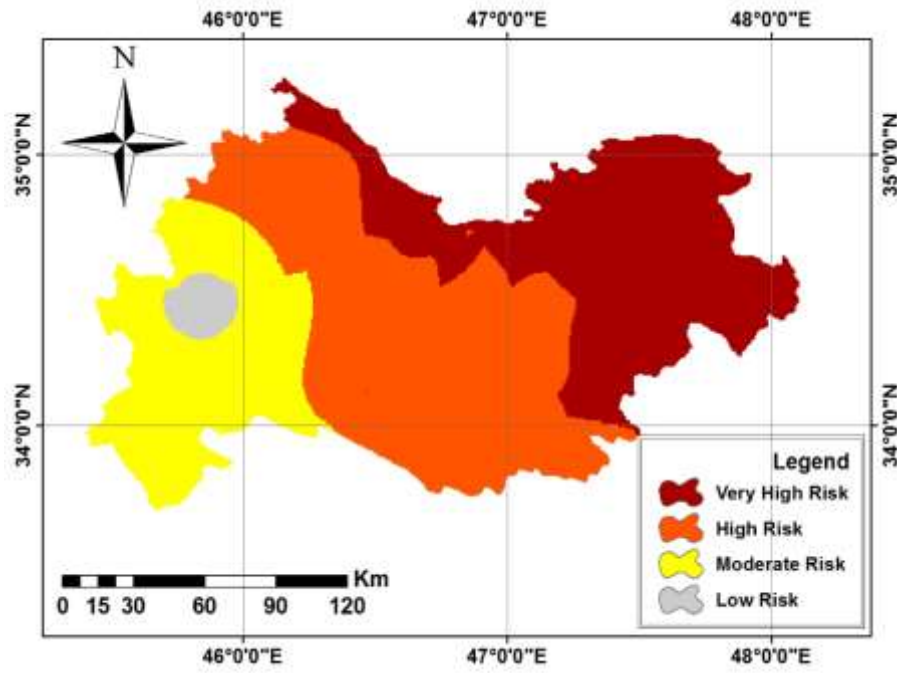 46°0'0"E 47°0'0"E 48°0'0"E
N
35°0'0"N 35°0'0"N
34°0'0"N 34°0'0"N
Legend
Very High Risk
High Risk
Moderate Risk
Low Risk
Km
0 15 30 60 90 120
46°0'0"E 47°0'0"E 48°0'0"E